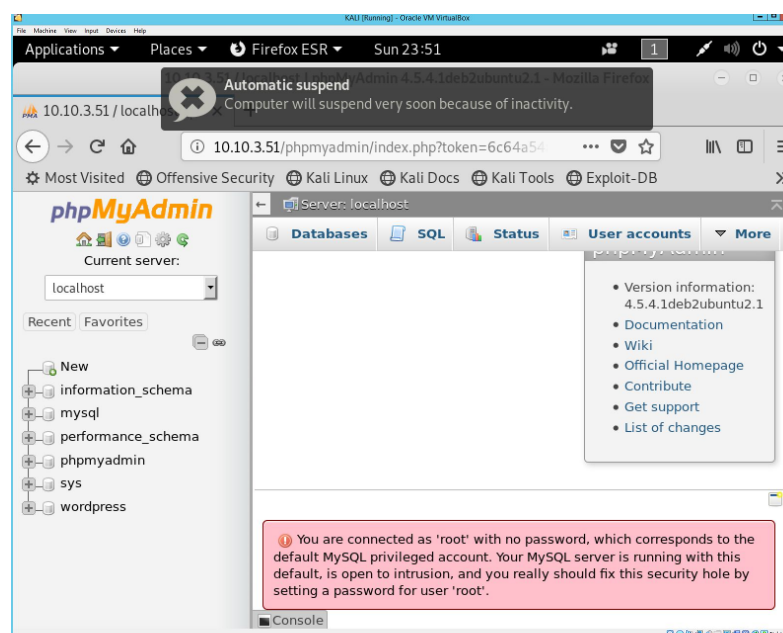 KALI [Running] - Oracle VM VirtualBox
File Machine View Input Devices Help
Applications Places Firefox ESR Sun 23:51 1
10.10.3.51 / localhost | phpMyAdmin 4.5.4.1deb2ubuntu2.1 - Mozilla Firefox
Automatic suspend
Computer will suspend very soon because of inactivity.
10.10.3.51 / localho
10.10.3.51/phpmyadmin/index.php?token=6c64a54
Most Visited Offensive Security Kali Linux Kali Docs Kali Tools Exploit-DB
phpMyAdmin
Current server:
localhost
Recent Favorites
New
information_schema
mysql
performance_schema
phpmyadmin
sys
wordpress
Server: localhost
Databases SQL Status User accounts More
phpMyAdmin
Version information:
4.5.4.1deb2ubuntu2.1
Documentation
Wiki
Official Homepage
Contribute
Get support
List of changes
You are connected as 'root' with no password, which corresponds to the
default MySQL privileged account. Your MySQL server is running with this
default, is open to intrusion, and you really should fix this security hole by
setting a password for user 'root'.
Console